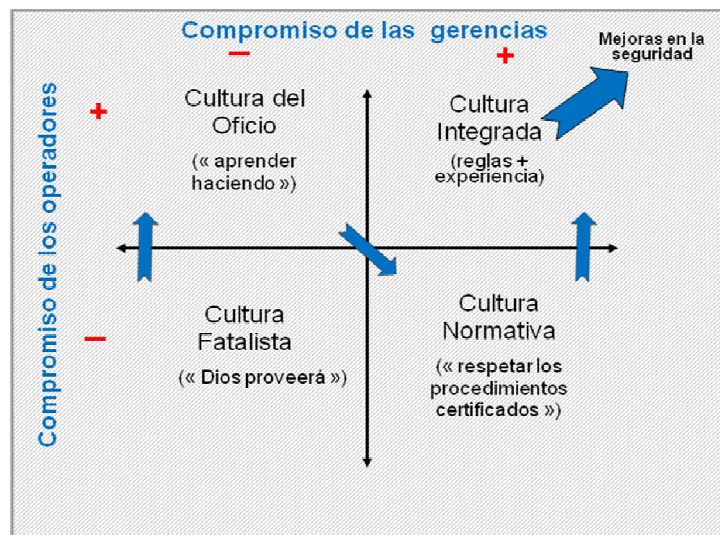 Compromiso de las gerencias
– +
Mejoras en la
seguridad
Compromiso de los operadores
+
–
Cultura del
Oficio
(« aprender
haciendo »)
Cultura
Integrada
(reglas +
experiencia)
Cultura
Fatalista
(« Dios proveerá »)
Cultura
Normativa
(« respetar los
procedimientos
certificados »)